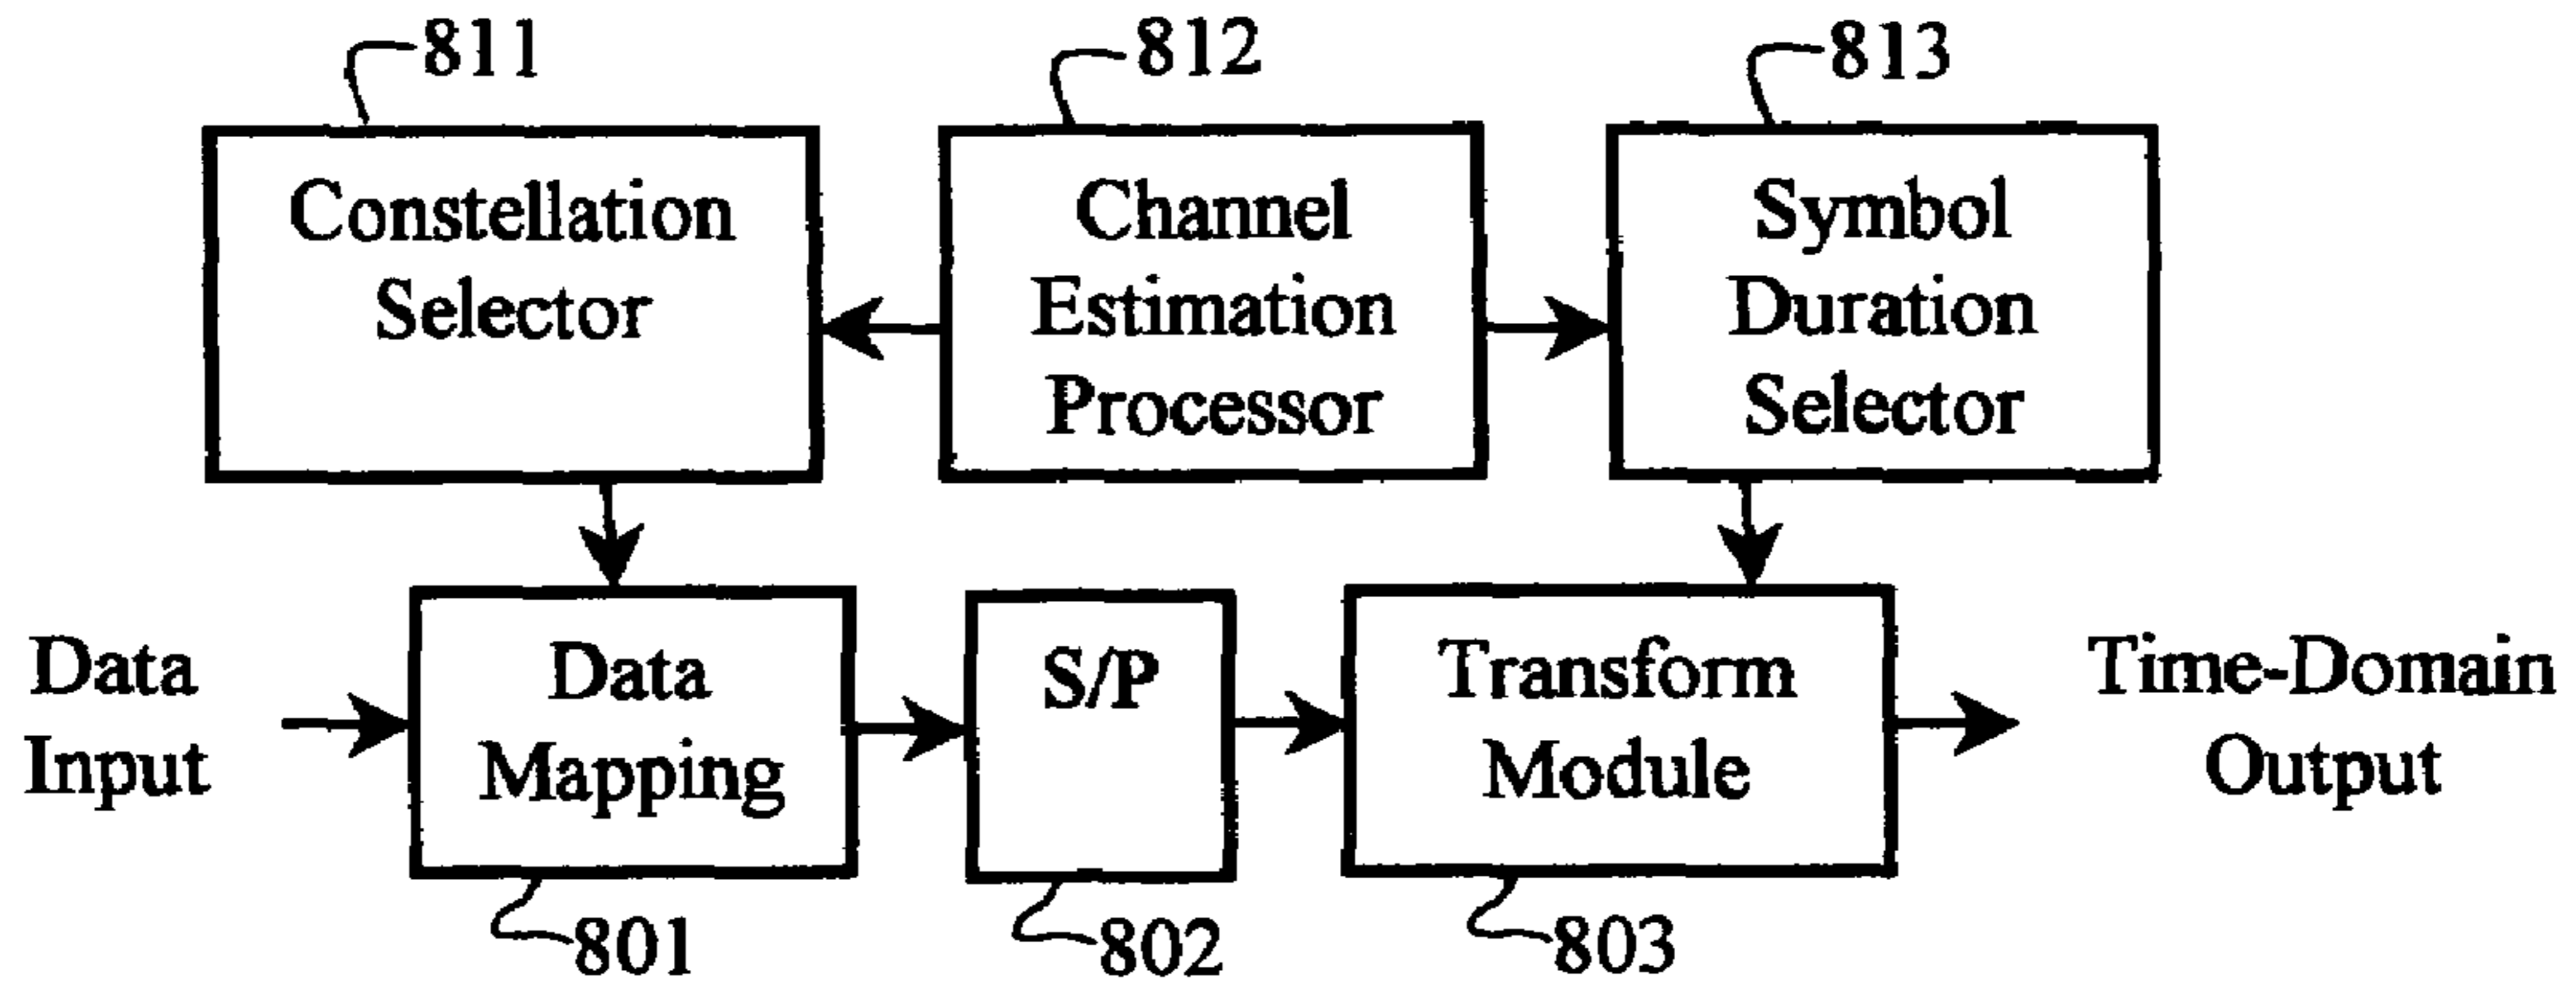 811
812
813
Constellation
Selector
Channel
Estimation
Processor
Symbol
Duration
Selector
Data
Input
Data
Mapping
S/P
Transform
Module
Time-Domain
Output
801
802
803